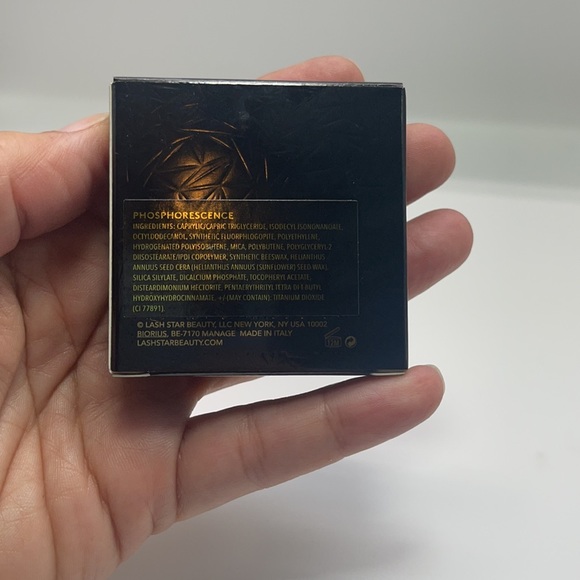 PHOSPHORESCENCE
INGREDIENTS: CAPRYLIC/CAPRIC TRIGLYCERIDE, ISODECYL ISONONANOATE,
OCTYLDODECANOL, SYNTHETIC FLUORPHLOGOPITE, POLYETHYLENE,
HYDROGENATED POLYISOBUTENE, MICA, POLYBUTENE, POLYGLYCERYL-2
DIISOSTEARATE/IPDI COPOLYMER, SYNTHETIC BEESWAX, HELIANTHUS
ANNUUS SEED CERA (HELIANTHUS ANNUUS (SUNFLOWER) SEED WAX),
SILICA SILYLATE, DICALCIUM PHOSPHATE, TOCOPHERYL ACETATE,
DISTEARDIMONIUM HECTORITE, PENTAERYTHRITYL TETRA-DI-T-BUTYL
HYDROXYHYDROCINNAMATE, +/- (MAY CONTAIN): TITANIUM DIOXIDE
(CI 77891)
© LASH STAR BEAUTY, LLC NEW YORK, NY USA 10002
BIORIUS, BE-7170 MANAGE MADE IN ITALY
LASHSTARBEAUTY.COM